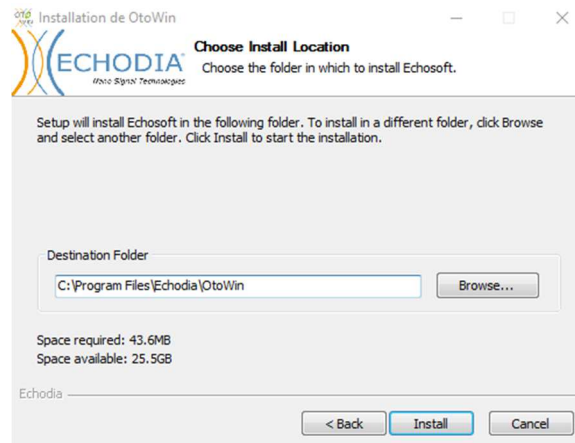 Installation de OtoWin
ECHODIA
Nano Signal Technologies
Choose Install Location
Choose the folder in which to install Echosoft.
Setup will install Echosoft in the following folder. To install in a different folder, click Browse
and select another folder. Click Install to start the installation.
Destination Folder
C:\Program Files\Echodia\OtoWin
Browse...
Space required: 43.6MB
Space available: 25.5GB
Echodia
< Back
Install
Cancel